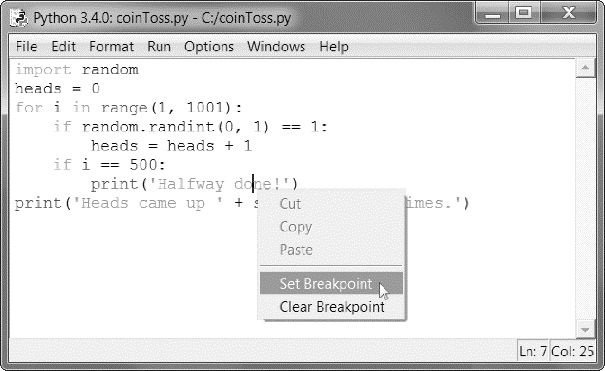 Python 3.4.0: coinToss.py - C:/coinToss.py
File Edit Format Run Options Windows Help
import random
heads = 0
for i in range(1, 1001):
    if random.randint(0, 1) == 1:
        heads = heads + 1
    if i == 500:
        print('Halfway done!')
print('Heads came up ' + s imes.')
Cut
Copy
Paste
Set Breakpoint
Clear Breakpoint
Ln: 7 Col: 25